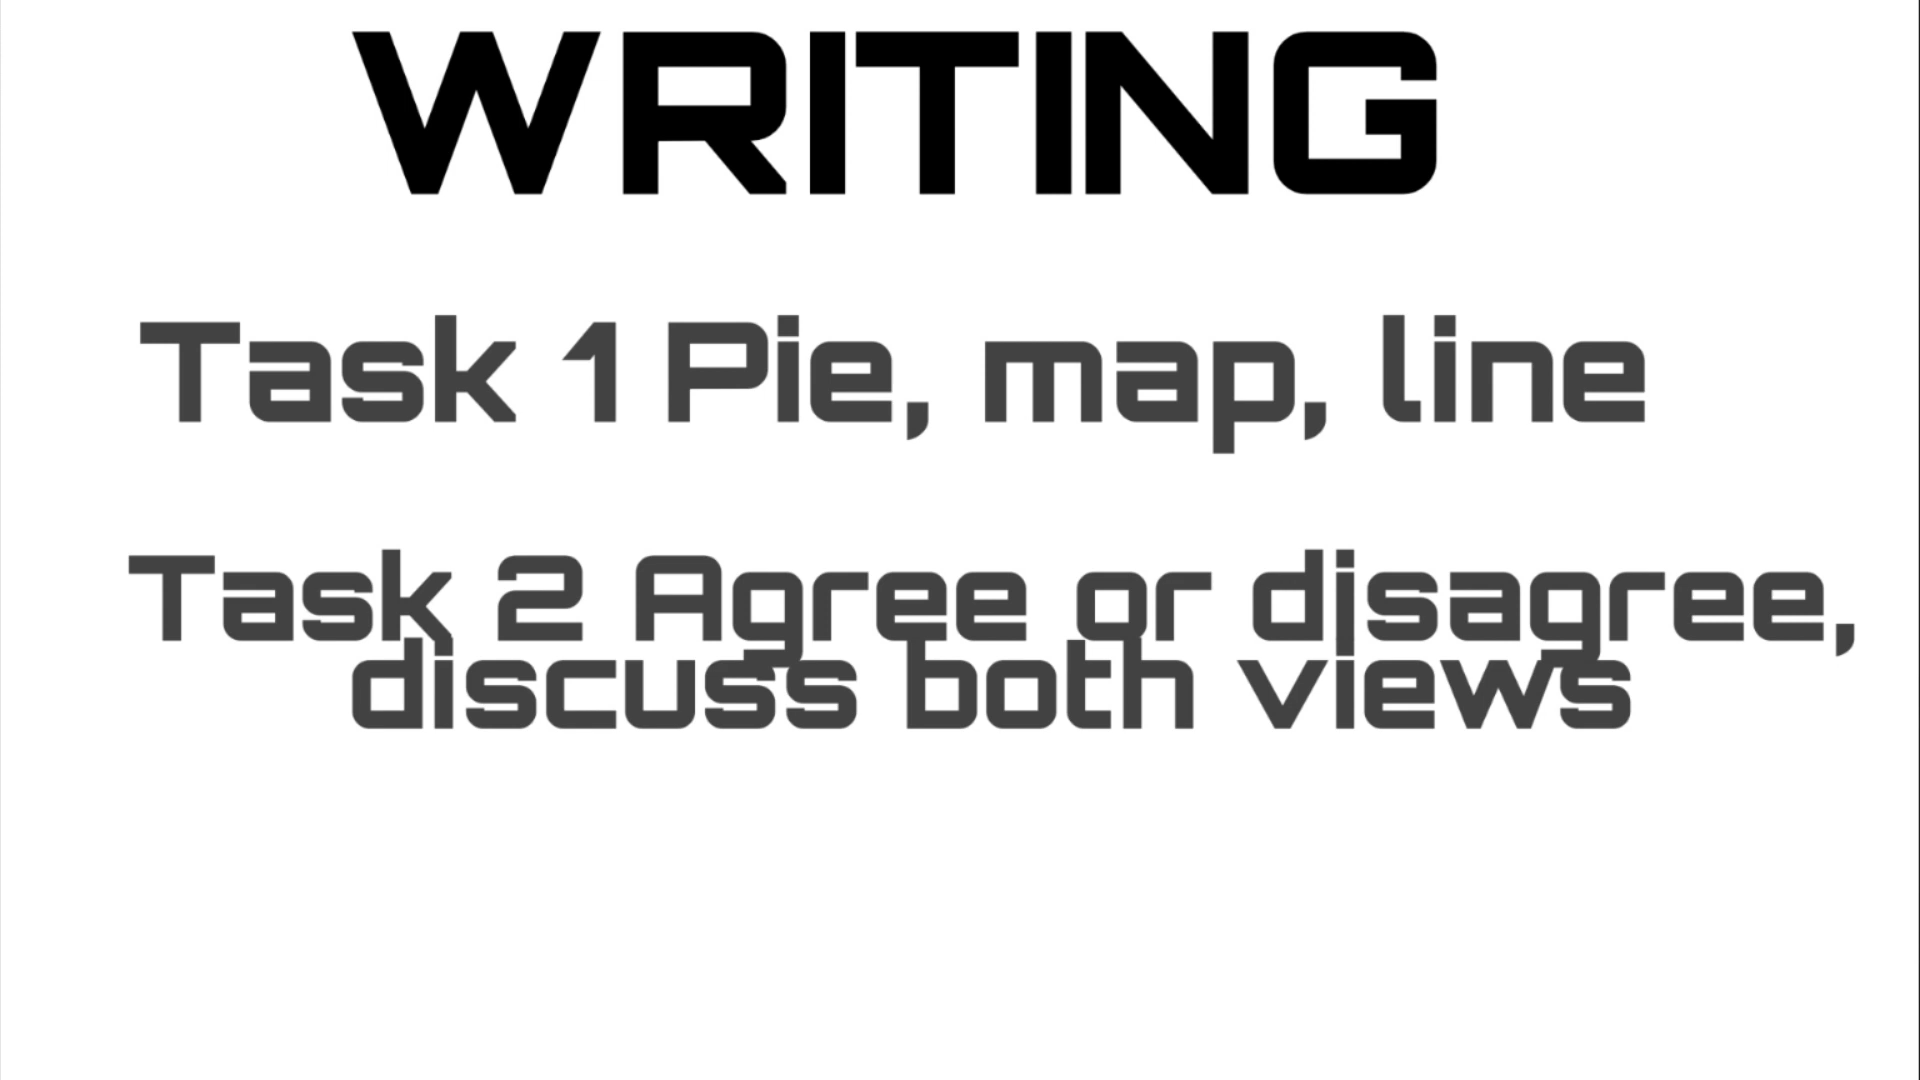 WRITING
Task 1 Pie, map, line
Task 2 Agree or disagree,
discuss both views